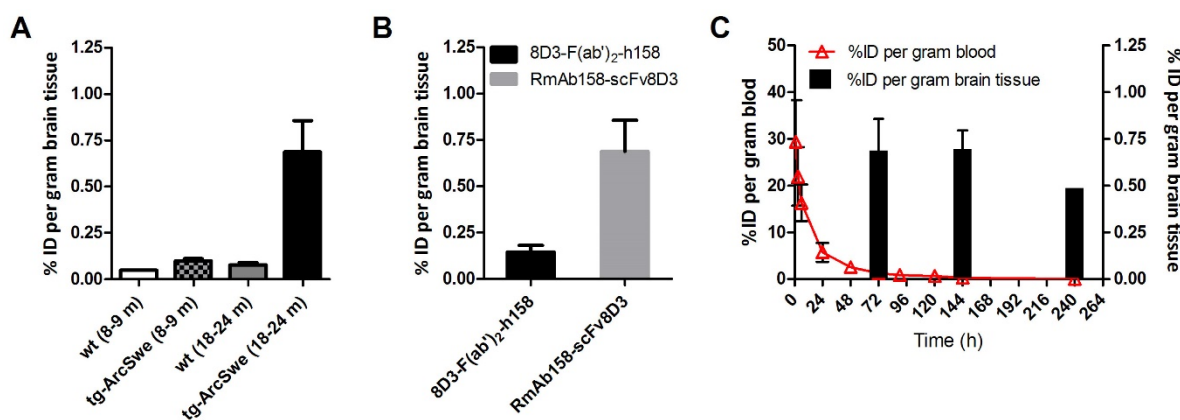 A
% ID per gram brain tissue
1.25
1.00
0.75
0.50
0.25
0.00
wt (8-9 m)
tg-ArcSwe (8-9 m)
wt (18-24 m)
tg-ArcSwe (18-24 m)
B
% ID per gram brain tissue
1.25
1.00
0.75
0.50
0.25
0.00
8D3-F(ab')2-h158
RmAb158-scFv8D3
8D3-F(ab')2-h158
RmAb158-scFv8D3
C
%ID per gram blod
50
40
30
20
10
0
%ID per gram blood
%ID per gram brain tissue
1.25
1.00
0.75
0.50
0.25
0.00
% ID per gram brain tissue
0
24
48
72
96
120
144
168
192
216
240
264
Time (h)